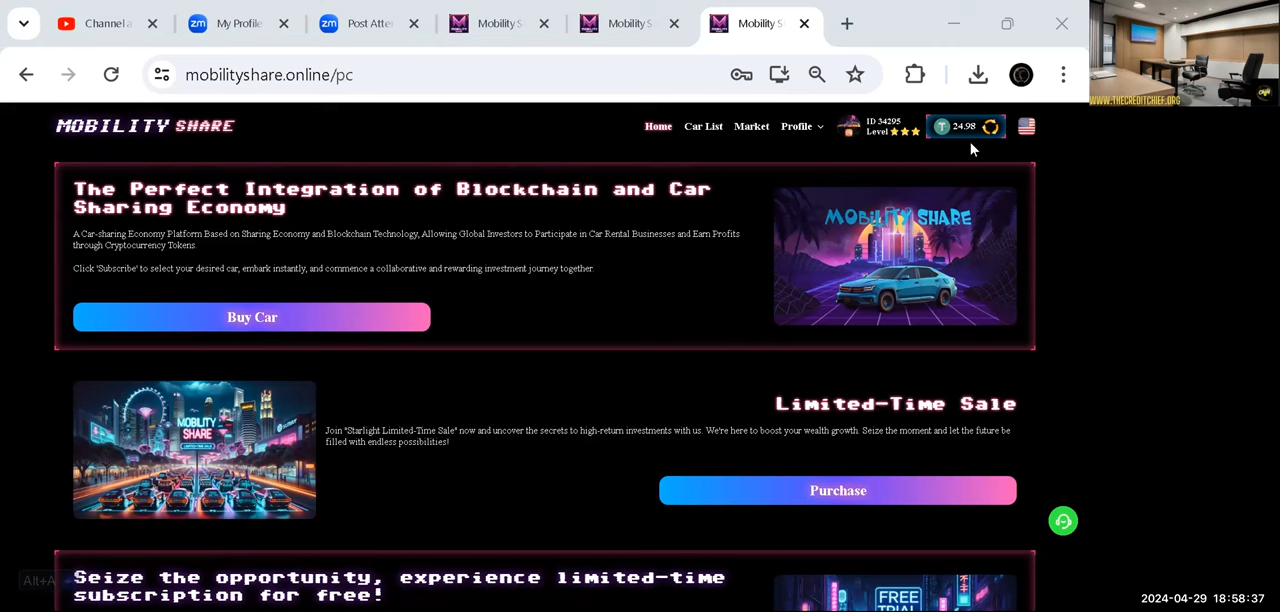 Channel a
My Profile
Post Atte
Mobility S
Mobility S
Mobility S
mobilityshare.online/pc
WWW.THECREDITCHIEF.ORG
MOBILITY SHARE
Home
Car List
Market
Profile
ID 34295
Level
24.98
The Perfect Integration of Blockchain and Car
Sharing Economy
A Car-sharing Economy Platform Based on Sharing Economy and Blockchain Technology, Allowing Global Investors to Participate in Car Rental Businesses and Earn Profits
through Cryptocurrency Tokens.
Click 'Subscribe' to select your desired car, embark instantly, and commence a collaborative and rewarding investment journey together.
Buy Car
MOBILITY SHARE
MOBILITY
SHARE
Limited-Time Sale
Join "Starlight Limited-Time Sale" now and uncover the secrets to high-return investments with us. We're here to boost your wealth growth. Seize the moment and let the future be
filled with endless possibilities!
Purchase
Alt+A
Seize the opportunity, experience limited-time
subscription for free!
FREE
TRIAL
2024-04-29 18:58:37